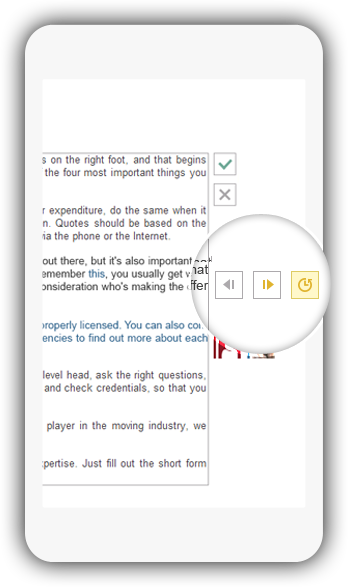 s on the right foot, and that begins
the four most important things you
r expenditure, do the same when it
n. Quotes should be based on the
via the phone or the Internet.
out there, but it's also important
emember this, you usually get
onsideration who's making the offer
properly licensed. You can also
encies to find out more about each
level head, ask the right questions,
and check credentials, so that you
player in the moving industry, we
pertise. Just fill out the short form